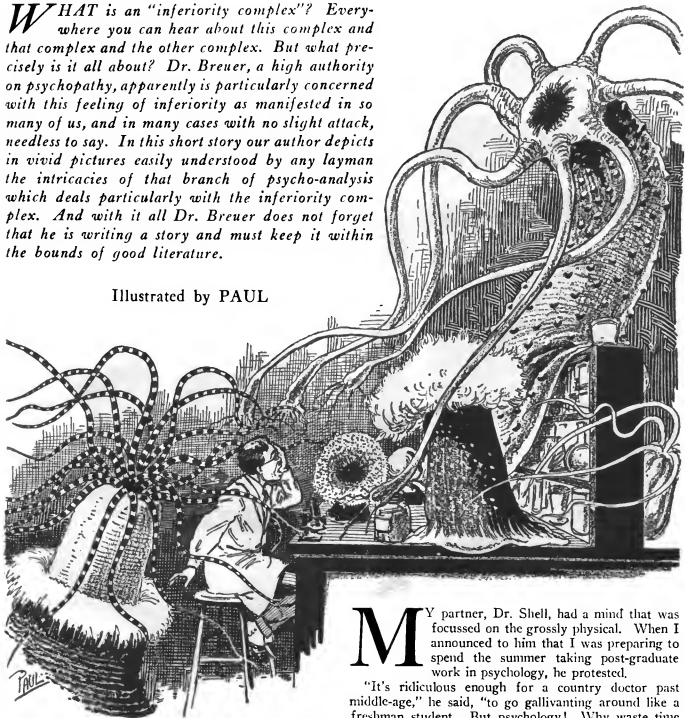 WHAT is an "inferiority complex"? Every-
where you can hear about this complex and
that complex and the other complex. But what pre-
cisely is it all about? Dr. Breuer, a high authority
on psychopathy, apparently is particularly concerned
with this feeling of inferiority as manifested in so
many of us, and in many cases with no slight attack,
needless to say. In this short story our author depicts
in vivid pictures easily understood by any layman
the intricacies of that branch of psycho-analysis
which deals particularly with the inferiority com-
plex. And with it all Dr. Breuer does not forget
that he is writing a story and must keep it within
the bounds of good literature.
Illustrated by PAUL
PAUL
MY partner, Dr. Shell, had a mind that was
focussed on the grossly physical. When I
announced to him that I was preparing to
spend the summer taking post-graduate
work in psychology, he protested.
"It's ridiculous enough for a country doctor past
middle-age," he said, "to go gallivanting around like a
freshman student. But psychology! Why waste time